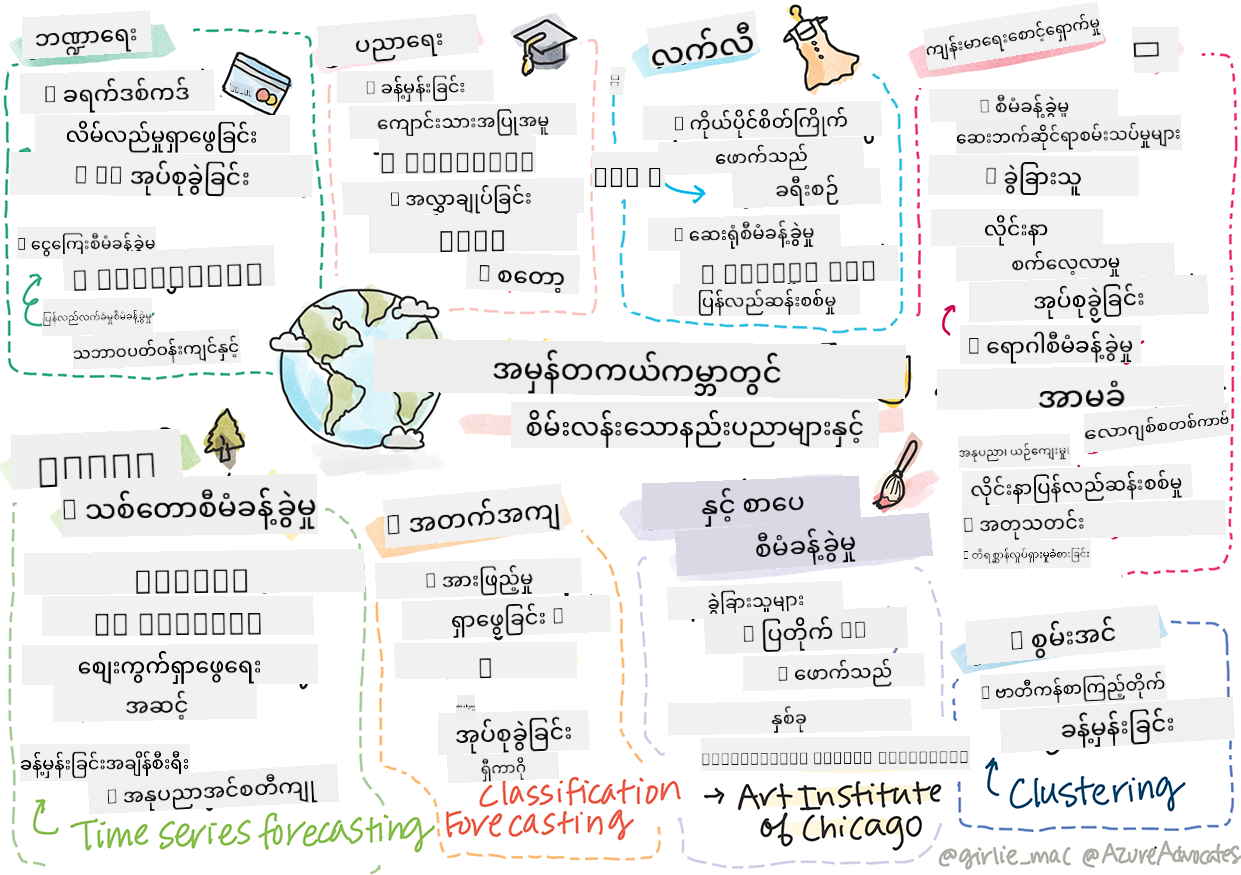 ဘဏ္ဍာရေး
ခရက်ဒစ်ကဒ်
လိမ်လည်မှုရှာဖွေခြင်း
အုပ်စုခွဲခြင်း
ငွေကြေးစီမံခန့်ခွဲမ
ပြန်လည်လက်ခံမှုစီမံခန့်ခွဲမှု
သဘာဝပတ်ဝန်းကျင်နှင့်
ပညာရေး
ခန့်မှန်းခြင်း
ကျောင်းသားအပြုအမူ
အလွှာချုပ်ခြင်း
စတော့
လက်လီ
ကိုယ်ပိုင်စိတ်ကြိုက်
ဖောက်သည်
ခရီးစဉ်
ဆေးရုံစီမံခန့်ခွဲမှု
ပြန်လည်ဆန်းစစ်မှု
ကျန်းမာရေးစောင့်ရှောက်မှု
စီမံခန့်ခွဲမှု
ဆေးဘက်ဆိုင်ရာစမ်းသပ်မှုများ
ခွဲခြားသူ
လိုင်းနာ
စက်လေ့လာမှု
အုပ်စုခွဲခြင်း
ရောဂါစီမံခန့်ခွဲမှု
အာမခံ
လောဂျစ်စတစ်ကာဗ်
အနုပညာ၊ ယဉ်ကျေးမှု၊
လိုင်းနာပြန်လည်ဆန်းစစ်မှု
အတုသတင်း
တိရစ္ဆာန်လှုပ်ရှားမှုခံစားခြင်း
အမှန်တကယ်ကမ္ဘာတွင်
စိမ်းလန်းသောနည်းပညာများနှင့်
သစ်တောစီမံခန့်ခွဲမှု
ဈေးကွက်ရှာဖွေရေး
အဆင့်
ခန့်မှန်းခြင်းအချိန်စီးရီး
အနုပညာအင်စတီကျု
Time series forecasting
အတက်အကျ
အားဖြည့်မှု
ရှာဖွေခြင်း
အုပ်စုခွဲခြင်း
ရှီကာဂို
Classification
Forecasting
နှင့် စာပေ
စီမံခန့်ခွဲမှု
ခွဲခြားသူများ
ပြတိုက်
ဖောက်သည်
နှစ်ခု
→ Art Institute
of Chicago
စွမ်းအင်
ဗာတီကန်စာကြည့်တိုက်
ခန့်မှန်းခြင်း
Clustering
@girlie_mac @AzureAdvocates